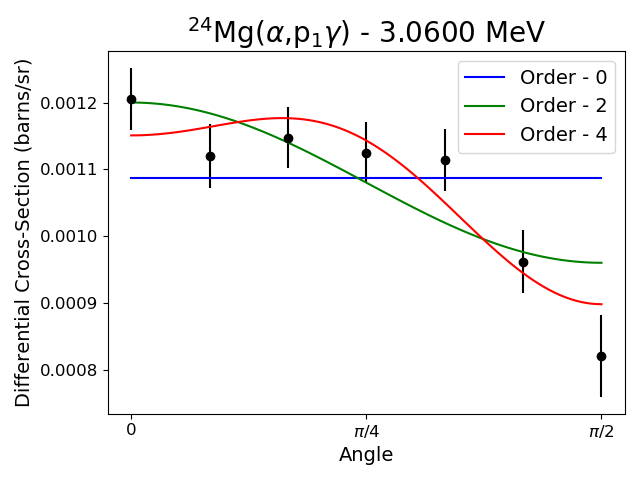 ²⁴Mg(α,p₁γ) - 3.0600 MeV
Order - 0
Order - 2
Order - 4
Differential Cross-Section (barns/sr)
0.0012
0.0011
0.0010
0.0009
0.0008
0
π/4
π/2
Angle